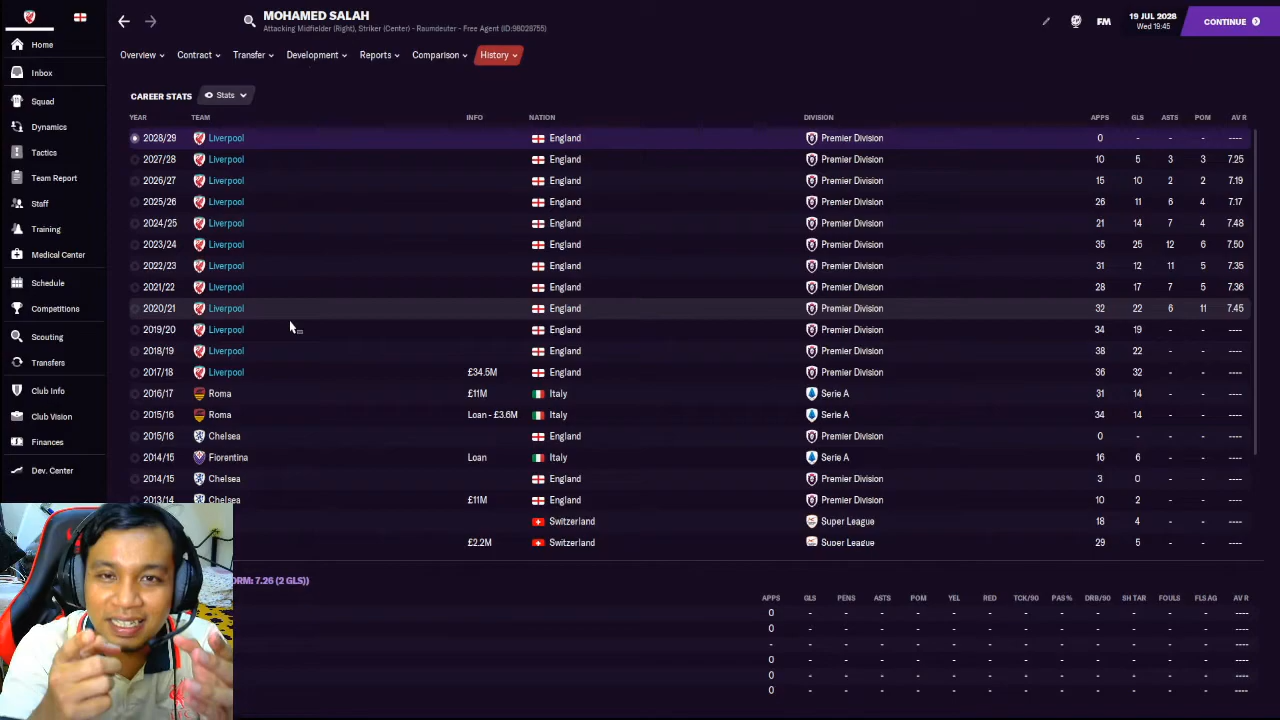 MOHAMED SALAH
Attacking Midfielder (Right), Striker (Center) - Raumdeuter - Free Agent (ID:98028755)
FM
19 JUL 2028
Wed 19:45
CONTINUE
Home
Inbox
Squad
Dynamics
Tactics
Team Report
Staff
Training
Medical Center
Schedule
Competitions
Scouting
Transfers
Club Info
Club Vision
Finances
Dev. Center
Overview Contract Transfer Development Reports Comparison History
CAREER STATS Stats
YEAR TEAM INFO NATION DIVISION APPS GLS ASTS POM AV R
2028/29 Liverpool England Premier Division 0 - - - ----
2027/28 Liverpool England Premier Division 10 5 3 3 7.25
2026/27 Liverpool England Premier Division 15 10 2 2 7.19
2025/26 Liverpool England Premier Division 26 11 6 4 7.17
2024/25 Liverpool England Premier Division 21 14 7 4 7.48
2023/24 Liverpool England Premier Division 35 25 12 6 7.50
2022/23 Liverpool England Premier Division 31 12 11 5 7.35
2021/22 Liverpool England Premier Division 28 17 7 5 7.36
2020/21 Liverpool England Premier Division 32 22 6 11 7.45
2019/20 Liverpool England Premier Division 34 19 - - ----
2018/19 Liverpool England Premier Division 38 22 - - ----
2017/18 Liverpool £34.5M England Premier Division 36 32 - - ----
2016/17 Roma £11M Italy Serie A 31 14 - - ----
2015/16 Roma Loan - £3.6M Italy Serie A 34 14 - - ----
2015/16 Chelsea England Premier Division 0 - - - ----
2014/15 Fiorentina Loan Italy Serie A 16 6 - - ----
2014/15 Chelsea England Premier Division 3 0 - - ----
2013/14 Chelsea £11M England Premier Division 10 2 - - ----
Switzerland Super League 18 4 - - ----
£2.2M Switzerland Super League 29 5 - - ----
ORM: 7.26 (2 GLS))
APPS GLS PENS ASTS POM YEL RED TCK/90 PAS % DRB/90 SH TAR FOULS FLS AG AV R
0 - - - - - - - - - - - - ----
0 - - - - - - - - - - - - ----
- - - - - - - - - - - - - ----
0 - - - - - - - - - - - - ----
0 - - - - - - - - - - - - ----
0 - - - - - - - - - - - - ----